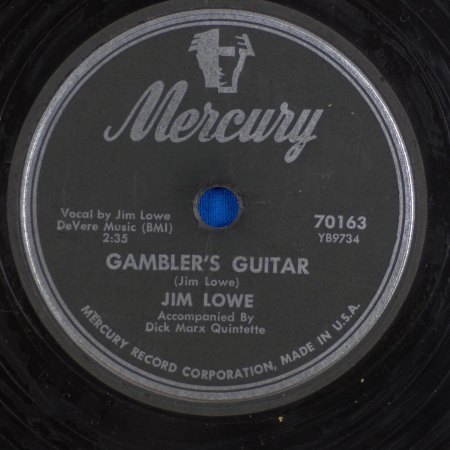 Mercury
Vocal by Jim Lowe
DeVere Music (BMI)
2:35
70163
YB9734
GAMBLER'S GUITAR
(Jim Lowe)
JIM LOWE
Accompanied By
Dick Marx Quintette
MERCURY RECORD CORPORATION, MADE IN U.S.A.